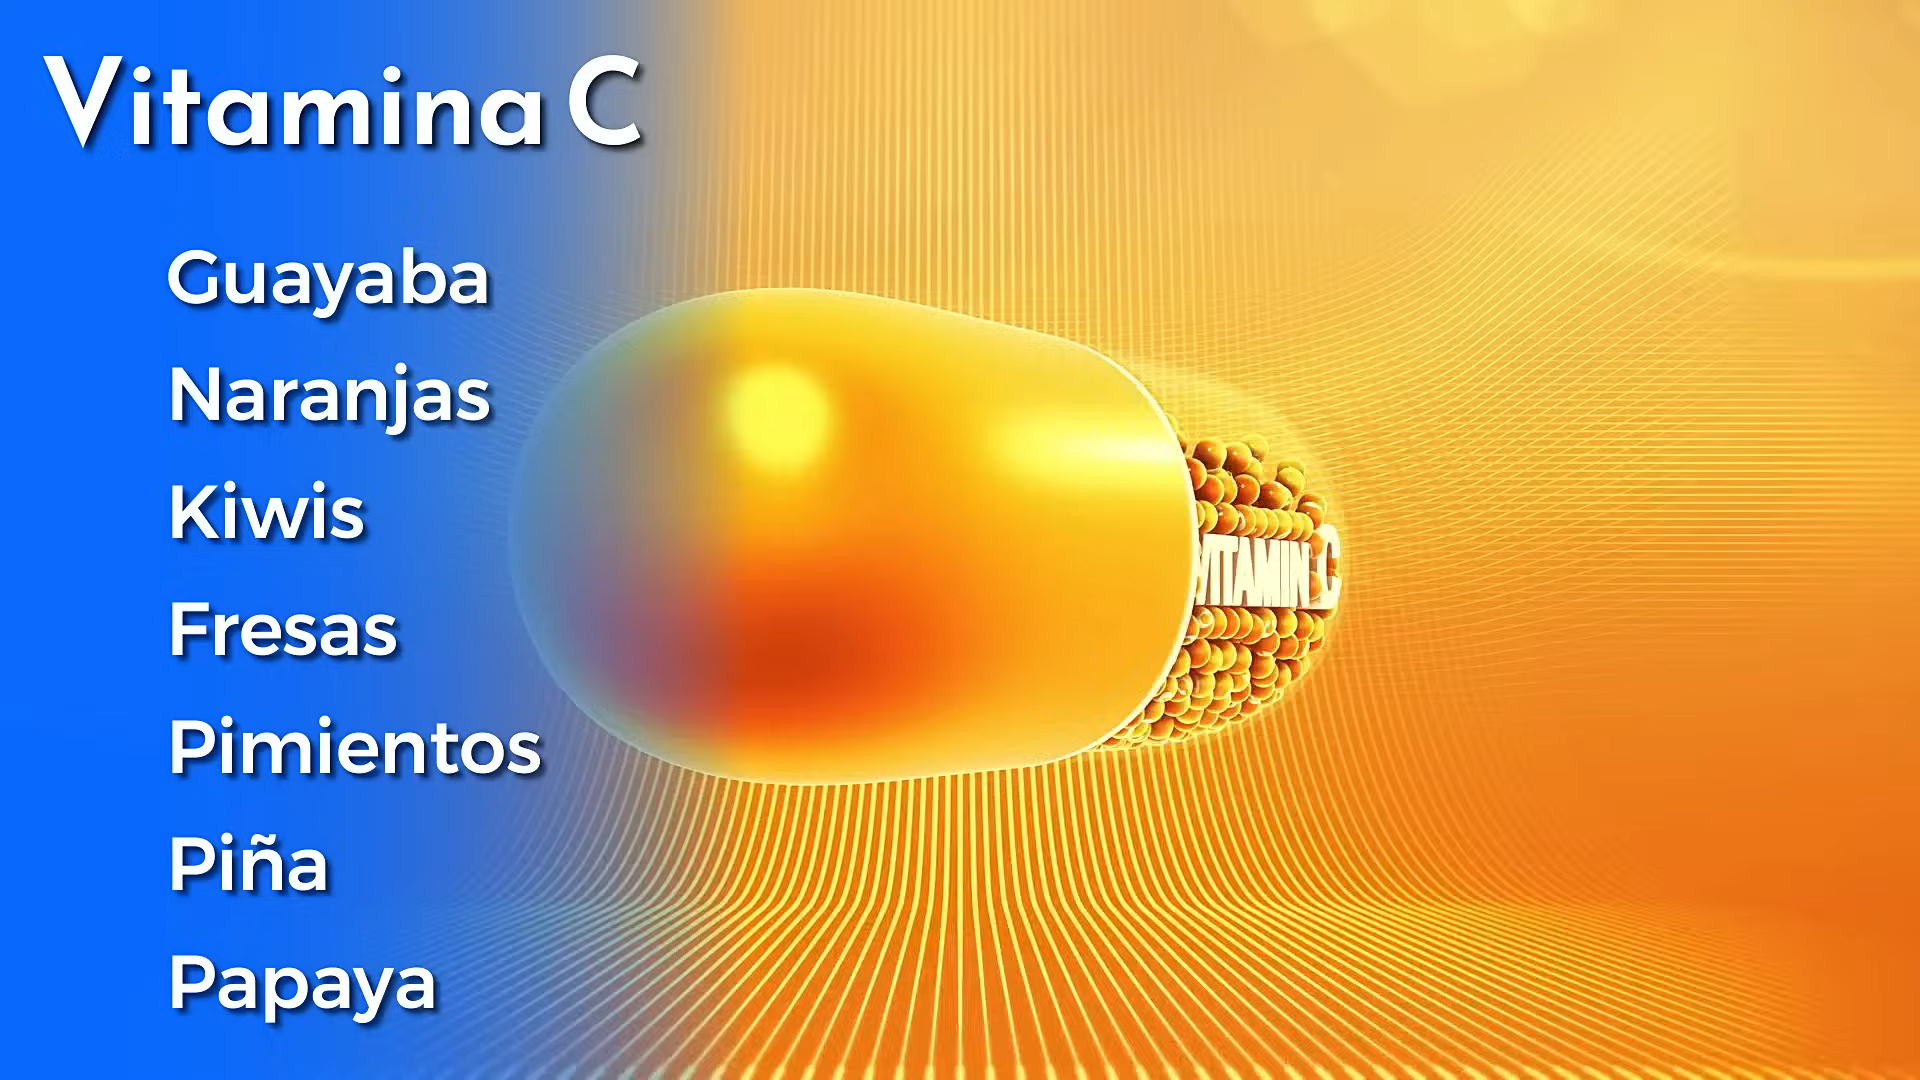 Vitamina C
Guayaba
Naranjas
Kiwis
Fresas
Pimientos
Piña
Papaya
VITAMIN C